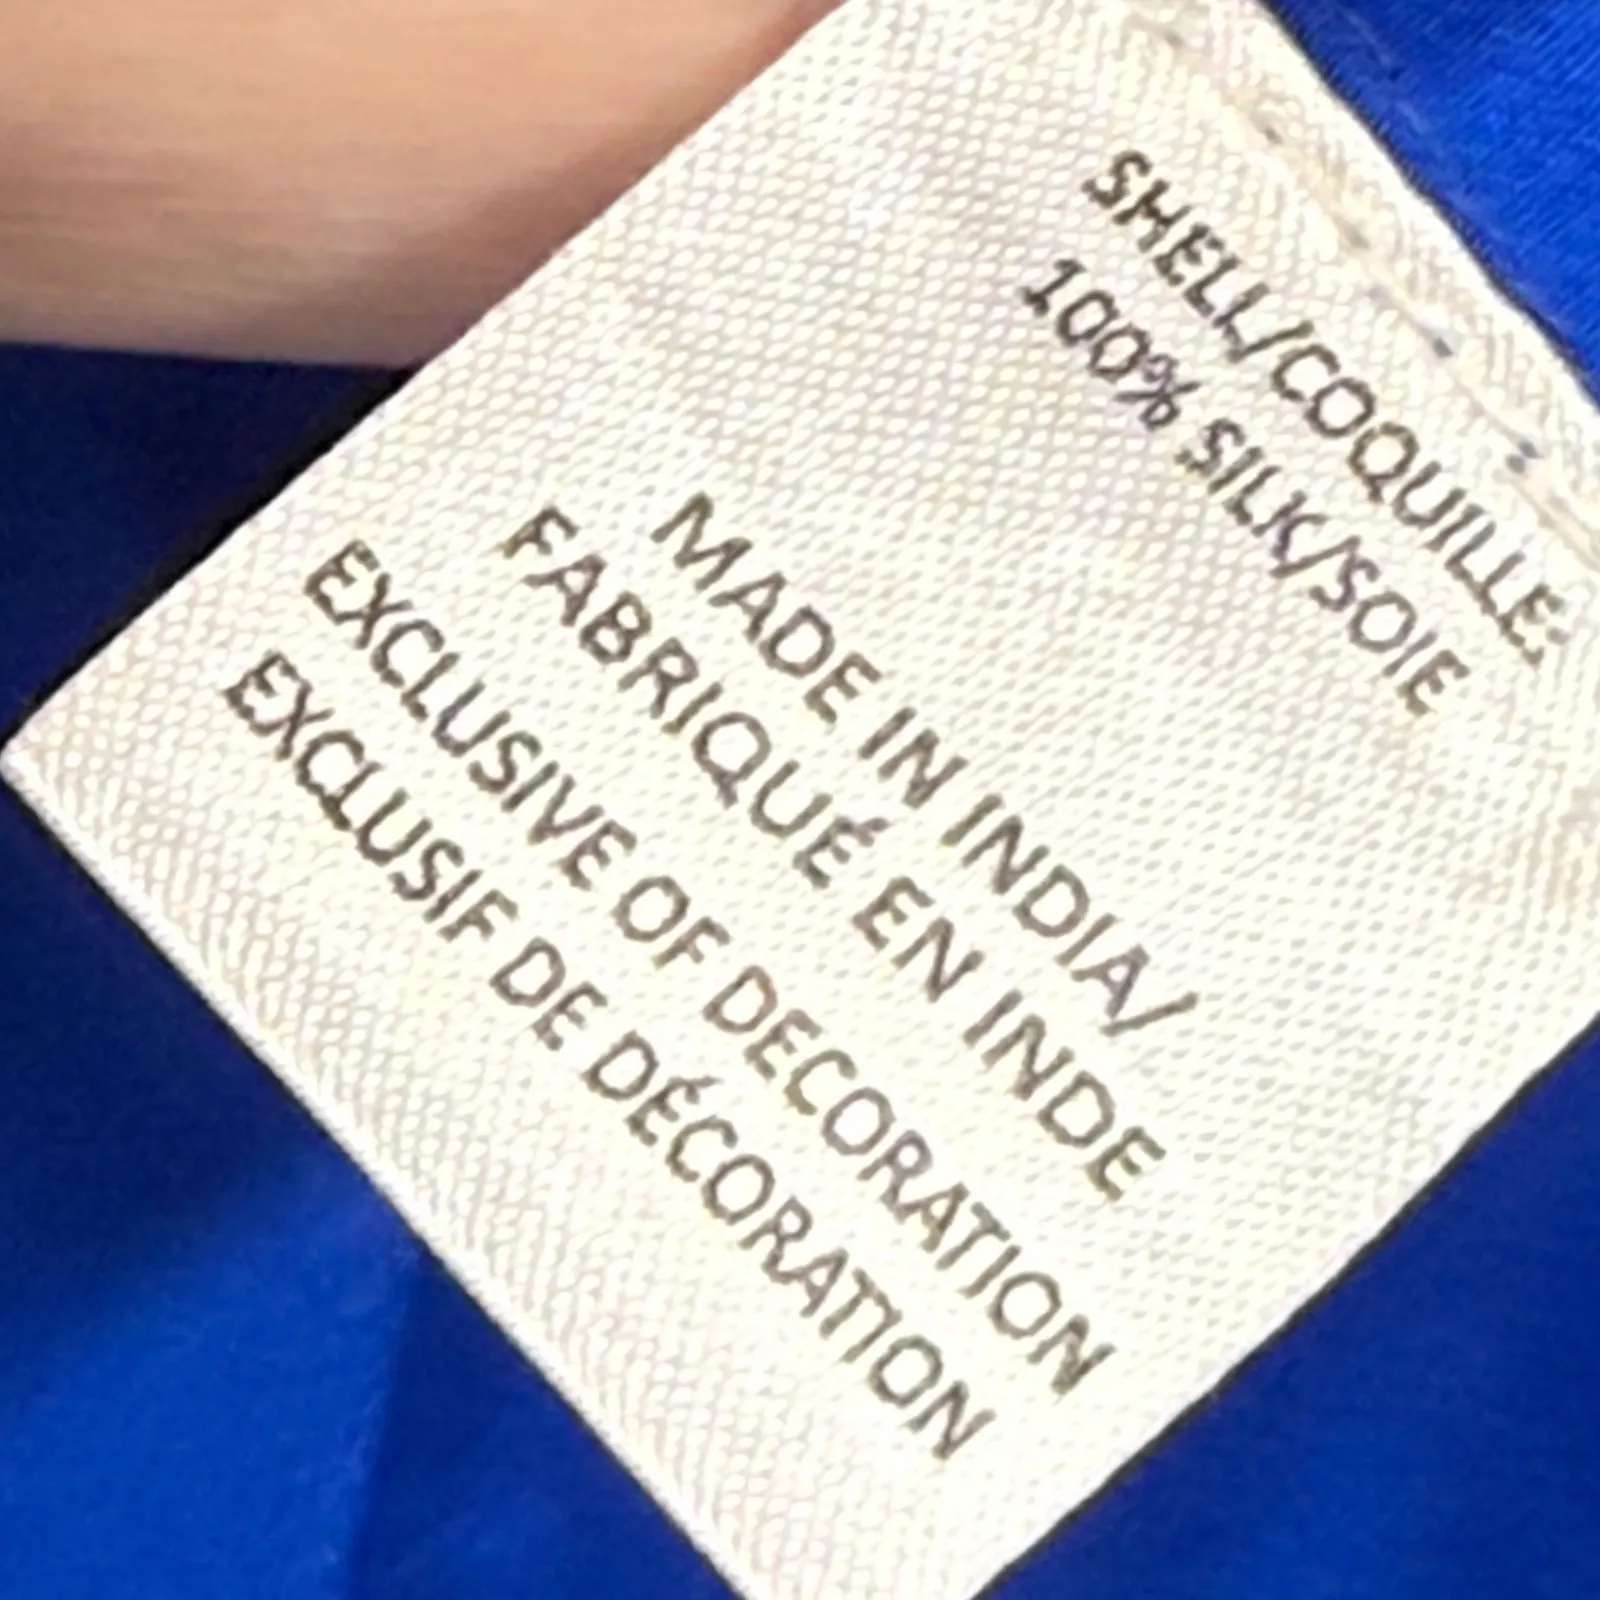 SHELL/COQUILLE:
100% SILK/SOIE
MADE IN INDIA/
FABRIQUÉ EN INDE
EXCLUSIVE OF DECORATION
EXCLUSIF DE DÉCORATION